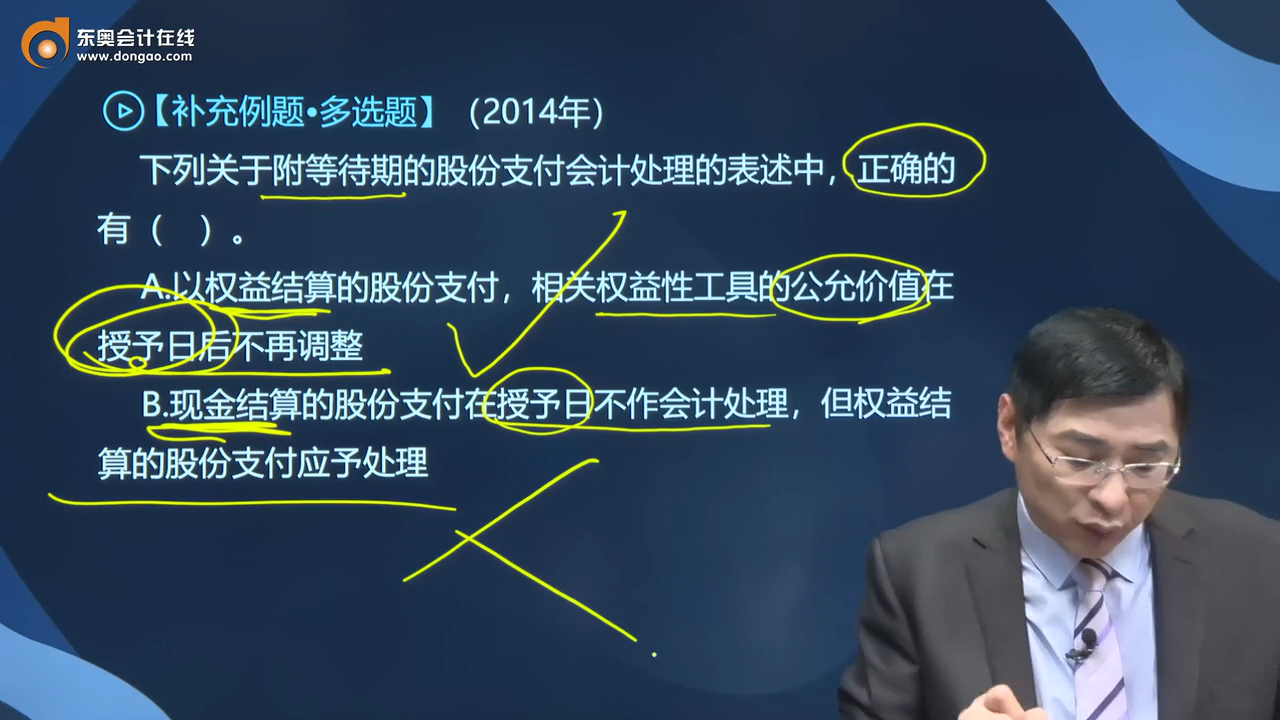 东奥会计在线
www.dongao.com
【补充例题•多选题】（2014年）
下列关于附等待期的股份支付会计处理的表述中，正确的
有（ ）。
A.以权益结算的股份支付，相关权益性工具的公允价值在
授予日后不再调整
B.现金结算的股份支付在授予日不作会计处理，但权益结
算的股份支付应予处理